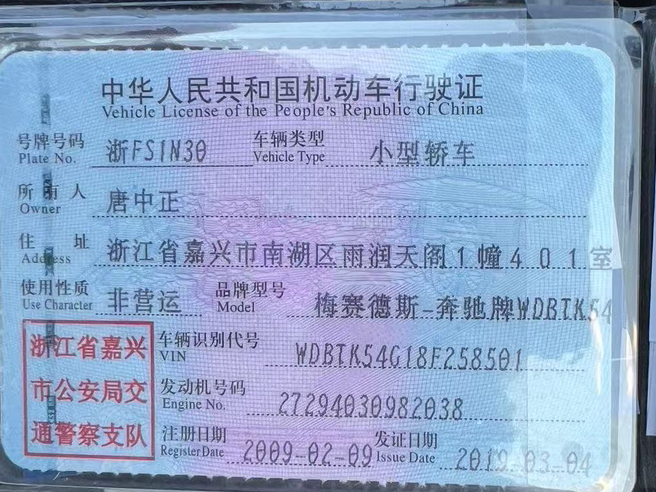 中华人民共和国机动车行驶证
Vehicle License of the People's Republic of China
号牌号码 浙FS1N30 车辆类型 小型轿车
Plate No. Vehicle Type
所有人 唐中正
Owner
住址 浙江省嘉兴市南湖区雨润天阁1幢401室
Address
使用性质 非营运 品牌型号 梅赛德斯-奔驰牌WDBTK54
Use Character Model
浙江省嘉兴 车辆识别代号 WDBTK54G18F258501
VIN
市公安局交 发动机号码 27294030982038
Engine No.
通警察支队 注册日期 2009-02-09 发证日期 2019-03-04
Register Date Issue Date